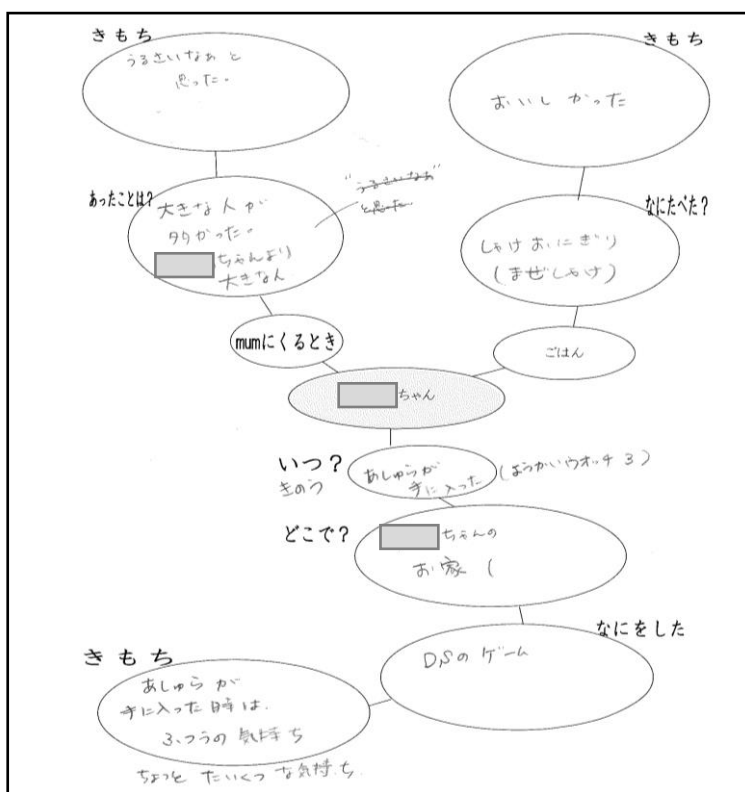 きもち
うるさいなぁと
思った。
きもち
おいしかった
あったことは?
大きな人が
多かった。
ちゃんより
大きな人
"うるさいなぁ"
と思った
なにたべた?
しゃけおにぎり
(まぜしゃけ)
mumにくるとき
ごはん
ちゃん
いつ?
きのう
あしゅらが
手に入った
(ようかいウオッチ3)
どこで?
ちゃんの
お家(
なにをした
DSのゲーム
きもち
あしゅらが
手に入った時は、
ふつうの気持ち
ちょっとたいくつな気持ち